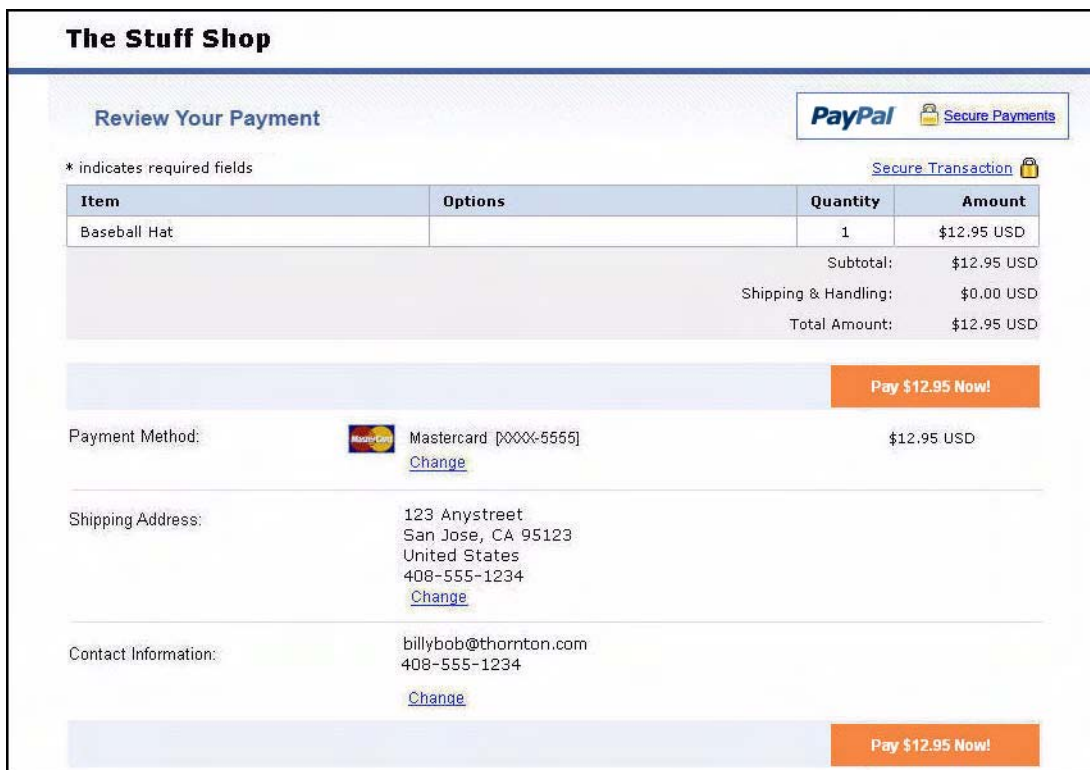 The Stuff Shop
Review Your Payment
PayPal Secure Payments
* indicates required fields
Secure Transaction
Item Options Quantity Amount
Baseball Hat 1 $12.95 USD
Subtotal: $12.95 USD
Shipping & Handling: $0.00 USD
Total Amount: $12.95 USD
Pay $12.95 Now!
Payment Method: MasterCard Mastercard [XXXX-5555] $12.95 USD
Change
Shipping Address: 123 Anystreet
San Jose, CA 95123
United States
408-555-1234
Change
Contact Information: billybob@thornton.com
408-555-1234
Change
Pay $12.95 Now!